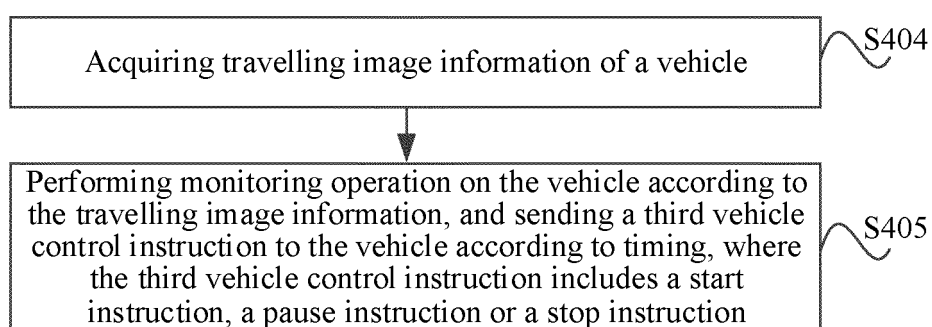 Acquiring travelling image information of a vehicle
S404
Performing monitoring operation on the vehicle according to
the travelling image information, and sending a third vehicle
control instruction to the vehicle according to timing, where
the third vehicle control instruction includes a start
instruction, a pause instruction or a stop instruction
S405